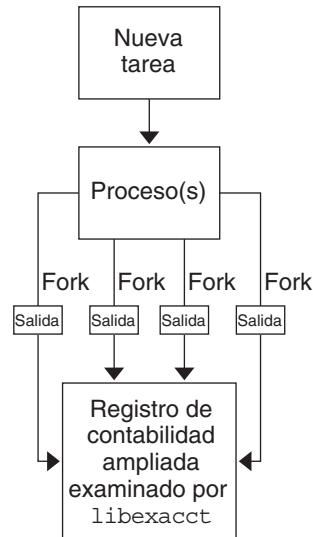 Nueva
tarea
Proceso(s)
Fork Fork Fork Fork
Salida Salida Salida Salida
Registro de
contabilidad
ampliada
examinado por
libexacct